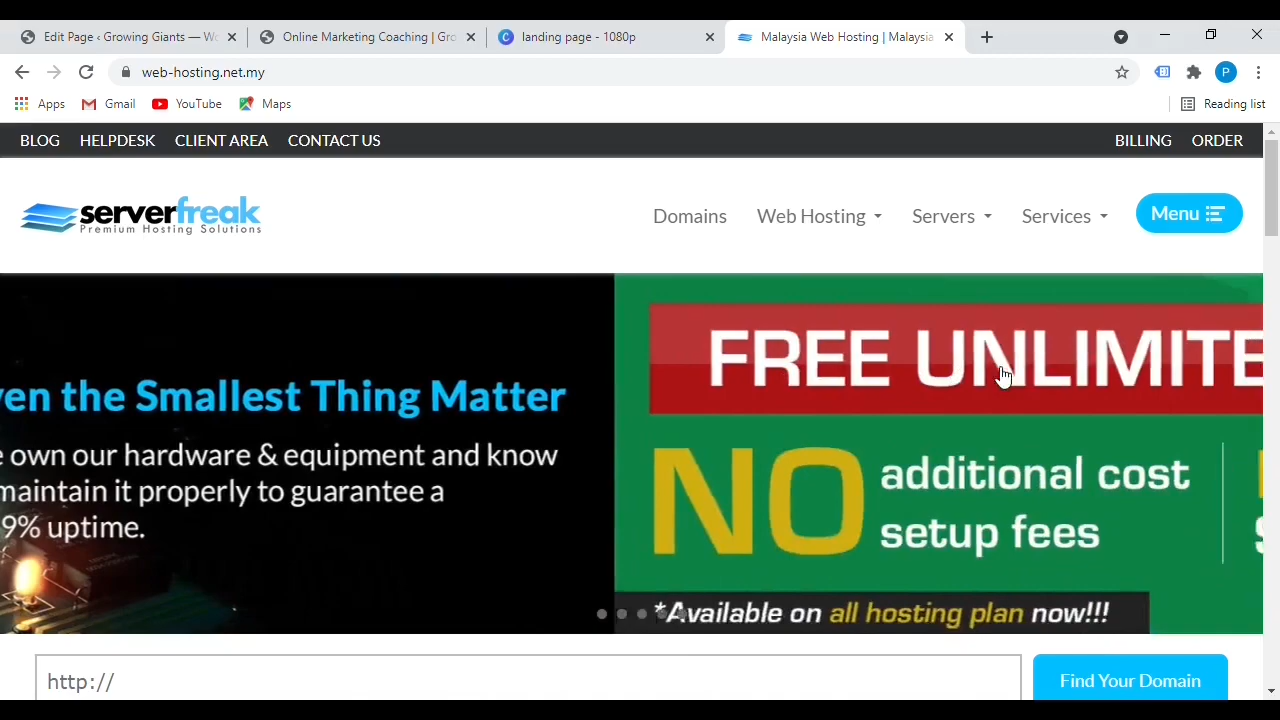 Edit Page ‹ Growing Giants — Wo
Online Marketing Coaching | Gro
landing page - 1080p
Malaysia Web Hosting | Malaysia
web-hosting.net.my
P
Apps
Gmail
YouTube
Maps
Reading list
BLOG
HELPDESK
CLIENT AREA
CONTACT US
BILLING
ORDER
serverfreak
Premium Hosting Solutions
Domains
Web Hosting
Servers
Services
Menu
ven the Smallest Thing Matter
e own our hardware & equipment and know
maintain it properly to guarantee a
9% uptime.
FREE UNLIMITE
NO
additional cost
setup fees
*Available on all hosting plan now!!!
http://
Find Your Domain